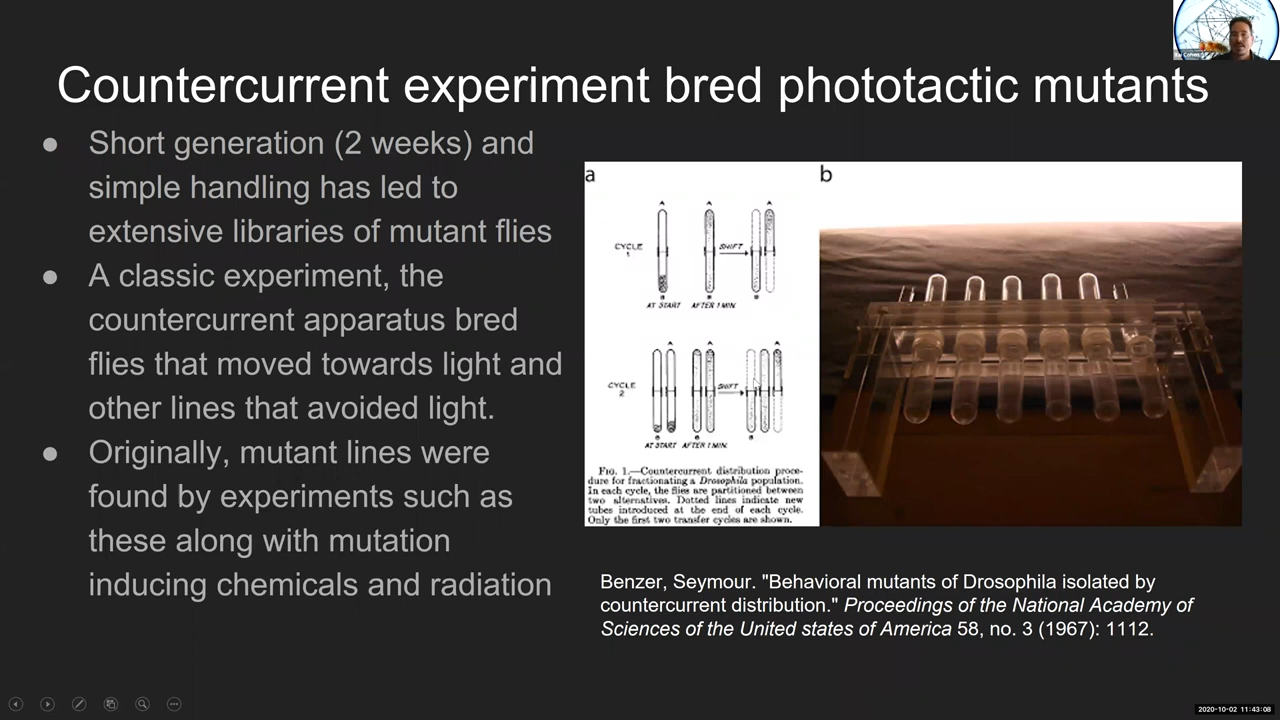 Countercurrent experiment bred phototactic mutants
● Short generation (2 weeks) and
simple handling has led to
extensive libraries of mutant flies
● A classic experiment, the
countercurrent apparatus bred
flies that moved towards light and
other lines that avoided light.
● Originally, mutant lines were
found by experiments such as
these along with mutation
inducing chemicals and radiation
a
A A A
CYCLE SHIFT
1
B B B
AT START AFTER 1 MIN.
A A A
CYCLE SHIFT
2
B B B
AT START AFTER 1 MIN.
FIG. 1.—Countercurrent distribution proce-
dure for fractionating a Drosophila population.
In each cycle, the flies are partitioned between
two alternatives. Dotted lines indicate new
tubes introduced at the end of each cycle.
Only the first two transfer cycles are shown.
b
Benzer, Seymour. "Behavioral mutants of Drosophila isolated by
countercurrent distribution." Proceedings of the National Academy of
Sciences of the United states of America 58, no. 3 (1967): 1112.
2020-10-02 11:43:08